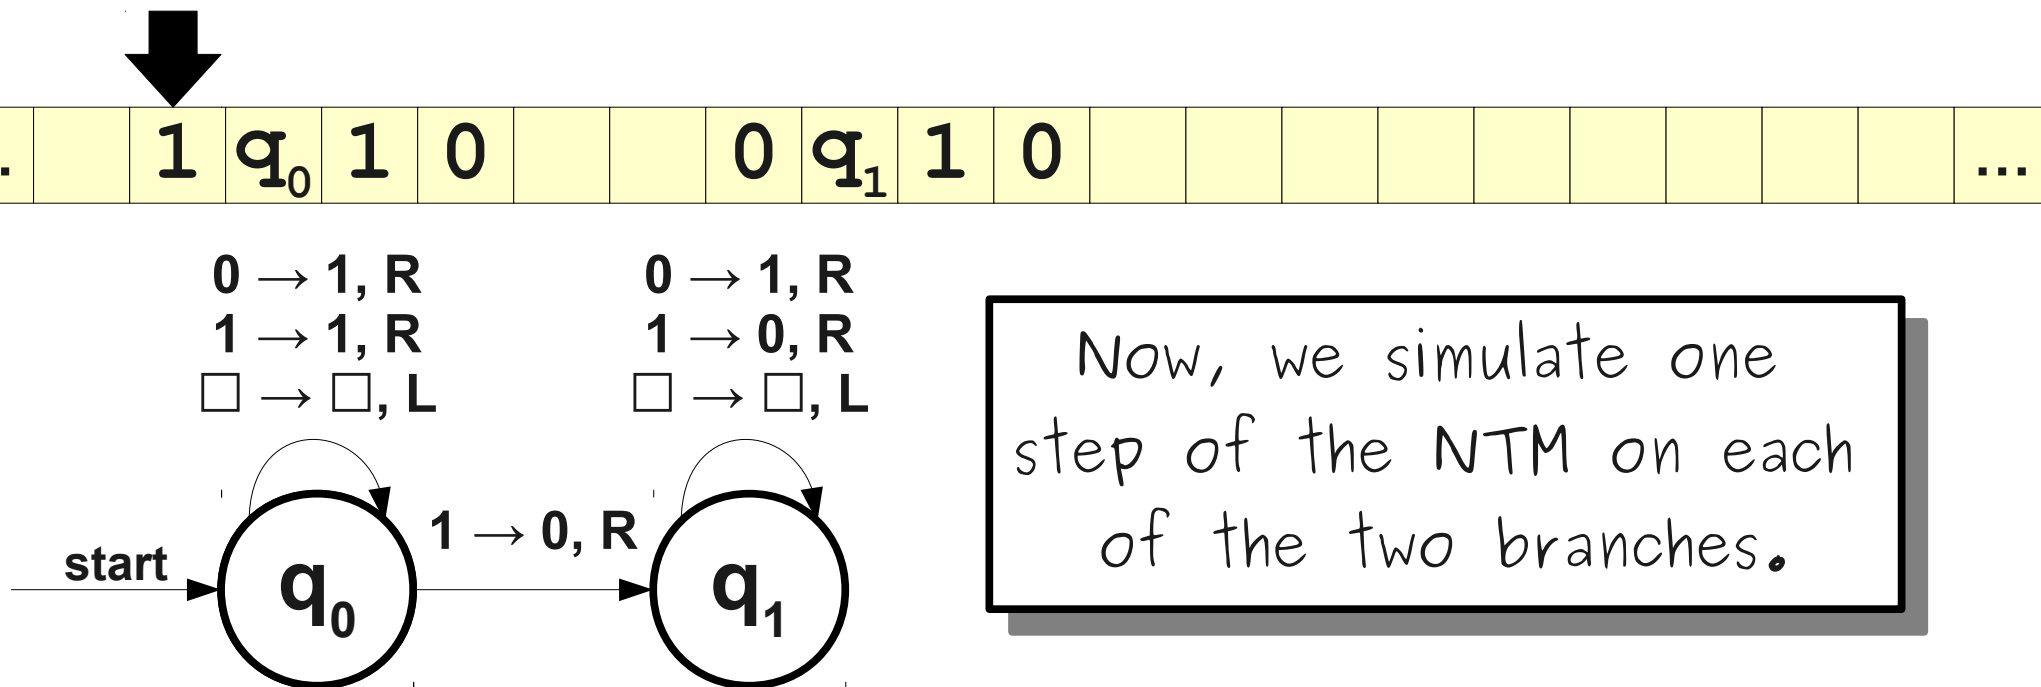 . 1 q₀ 1 0 0 q₁ 1 0 ...
0 → 1, R
1 → 1, R
□ → □, L
0 → 1, R
1 → 0, R
□ → □, L
1 → 0, R
start
q₀
q₁
Now, we simulate one
step of the NTM on each
of the two branches.